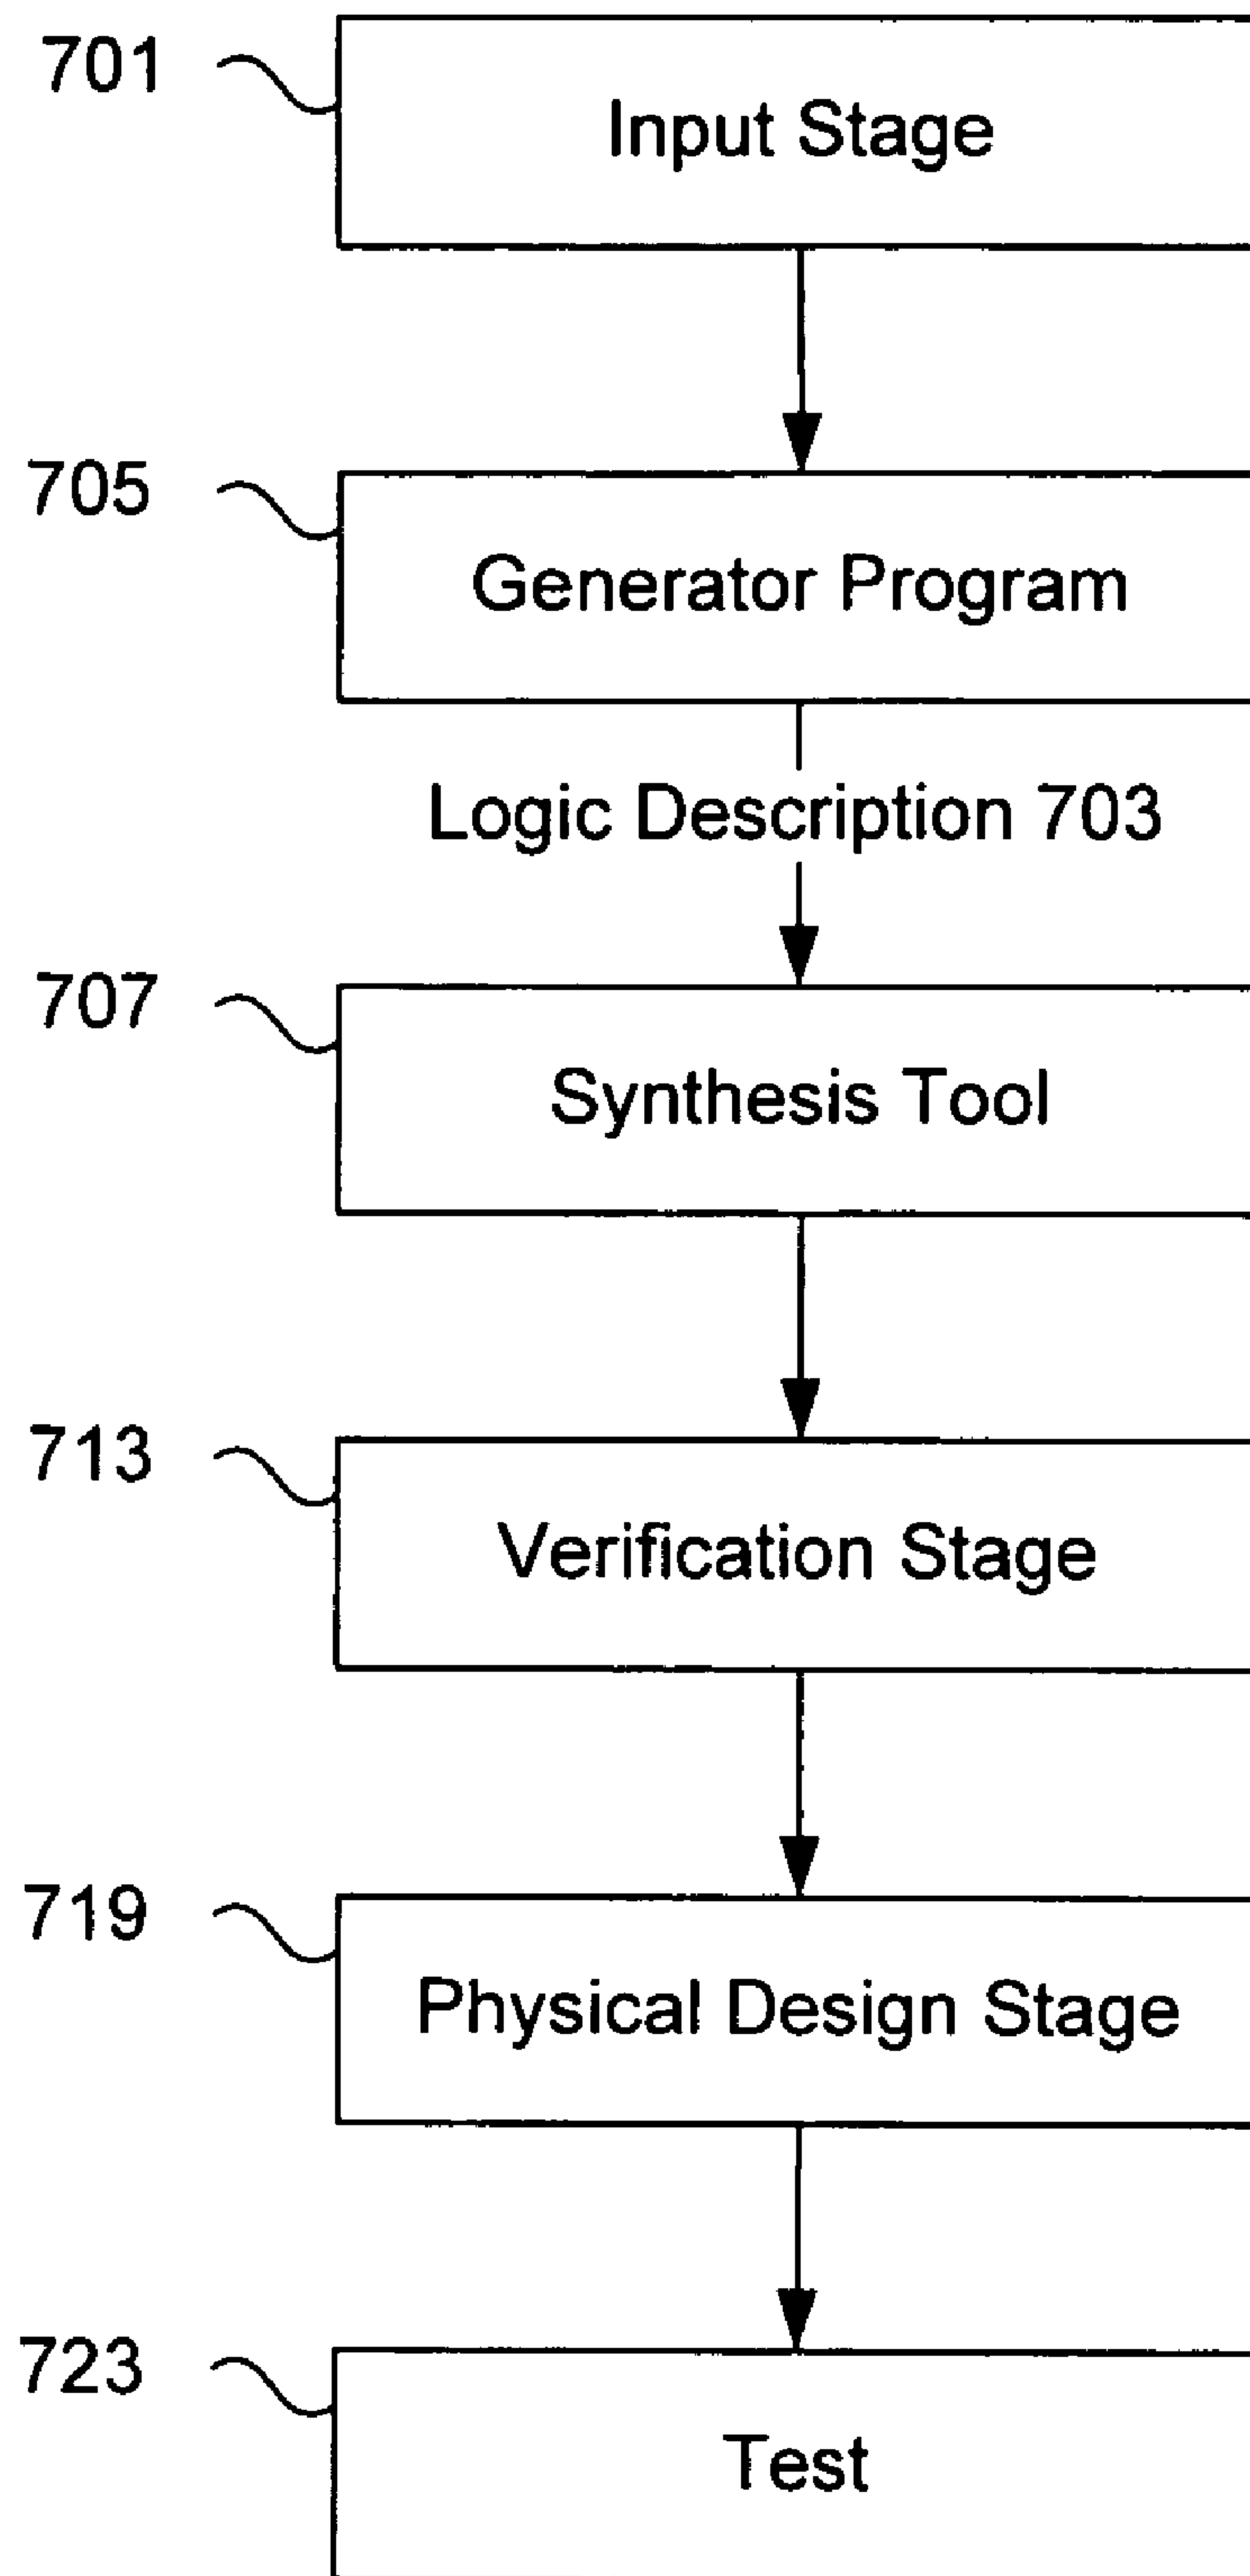 701
Input Stage
705
Generator Program
Logic Description 703
707
Synthesis Tool
713
Verification Stage
719
Physical Design Stage
723
Test